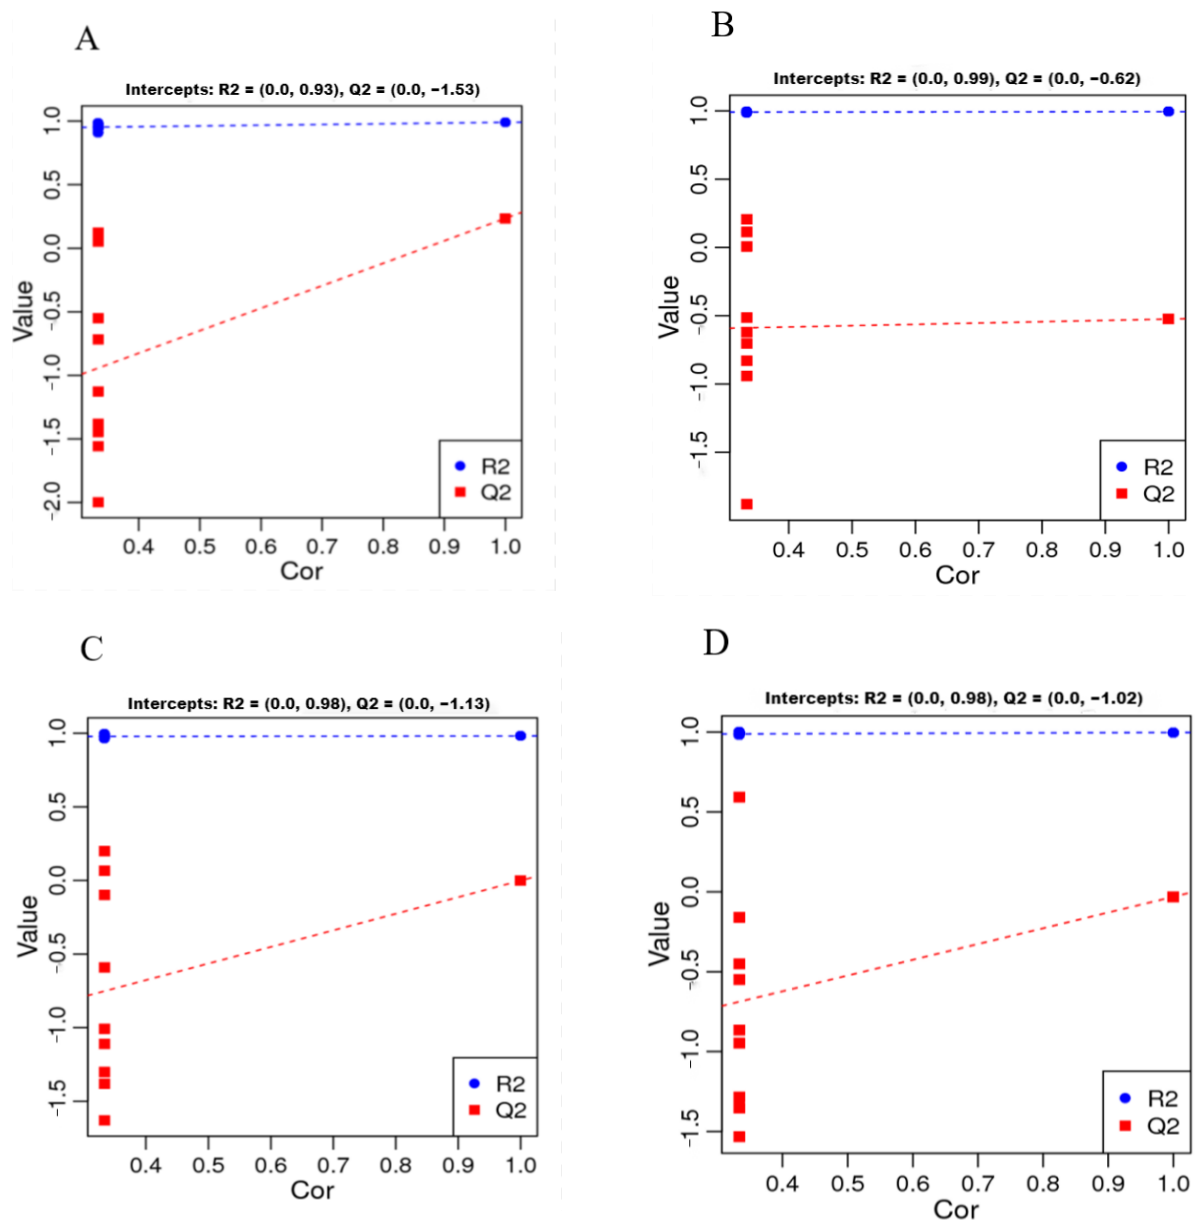 A
Intercepts: R2 = (0.0, 0.93), Q2 = (0.0, −1.53)
Value
1.0
0.5
0.0
−0.5
−1.0
−1.5
−2.0
R2
Q2
0.4 0.5 0.6 0.7 0.8 0.9 1.0
Cor
B
Intercepts: R2 = (0.0, 0.99), Q2 = (0.0, −0.62)
Value
1.0
0.5
0.0
−0.5
−1.0
−1.5
R2
Q2
0.4 0.5 0.6 0.7 0.8 0.9 1.0
Cor
C
Intercepts: R2 = (0.0, 0.98), Q2 = (0.0, −1.13)
Value
1.0
0.5
0.0
−0.5
−1.0
−1.5
R2
Q2
0.4 0.5 0.6 0.7 0.8 0.9 1.0
Cor
D
Intercepts: R2 = (0.0, 0.98), Q2 = (0.0, −1.02)
Value
1.0
0.5
0.0
−0.5
−1.0
−1.5
R2
Q2
0.4 0.5 0.6 0.7 0.8 0.9 1.0
Cor